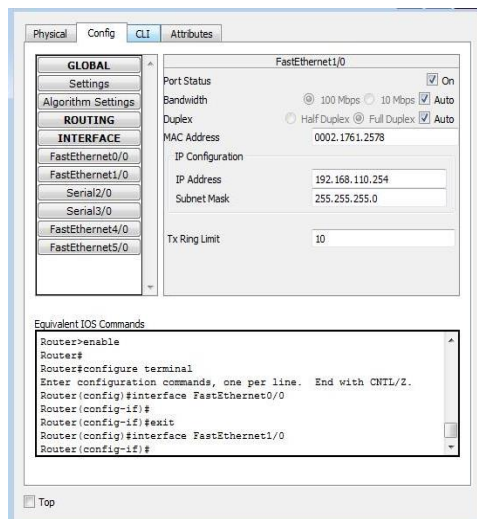 Physical Config CLI Attributes
GLOBAL
Settings
Algorithm Settings
ROUTING
INTERFACE
FastEthernet0/0
FastEthernet1/0
Serial2/0
Serial3/0
FastEthernet4/0
FastEthernet5/0
FastEthernet1/0
Port Status On
Bandwidth 100 Mbps 10 Mbps Auto
Duplex Half Duplex Full Duplex Auto
MAC Address 0002.1761.2578
IP Configuration
IP Address 192.168.110.254
Subnet Mask 255.255.255.0
Tx Ring Limit 10
Equivalent IOS Commands
Router>enable
Router#
Router#configure terminal
Enter configuration commands, one per line. End with CNTL/Z.
Router(config)#interface FastEthernet0/0
Router(config-if)#
Router(config-if)#exit
Router(config)#interface FastEthernet1/0
Router(config-if)#
Top